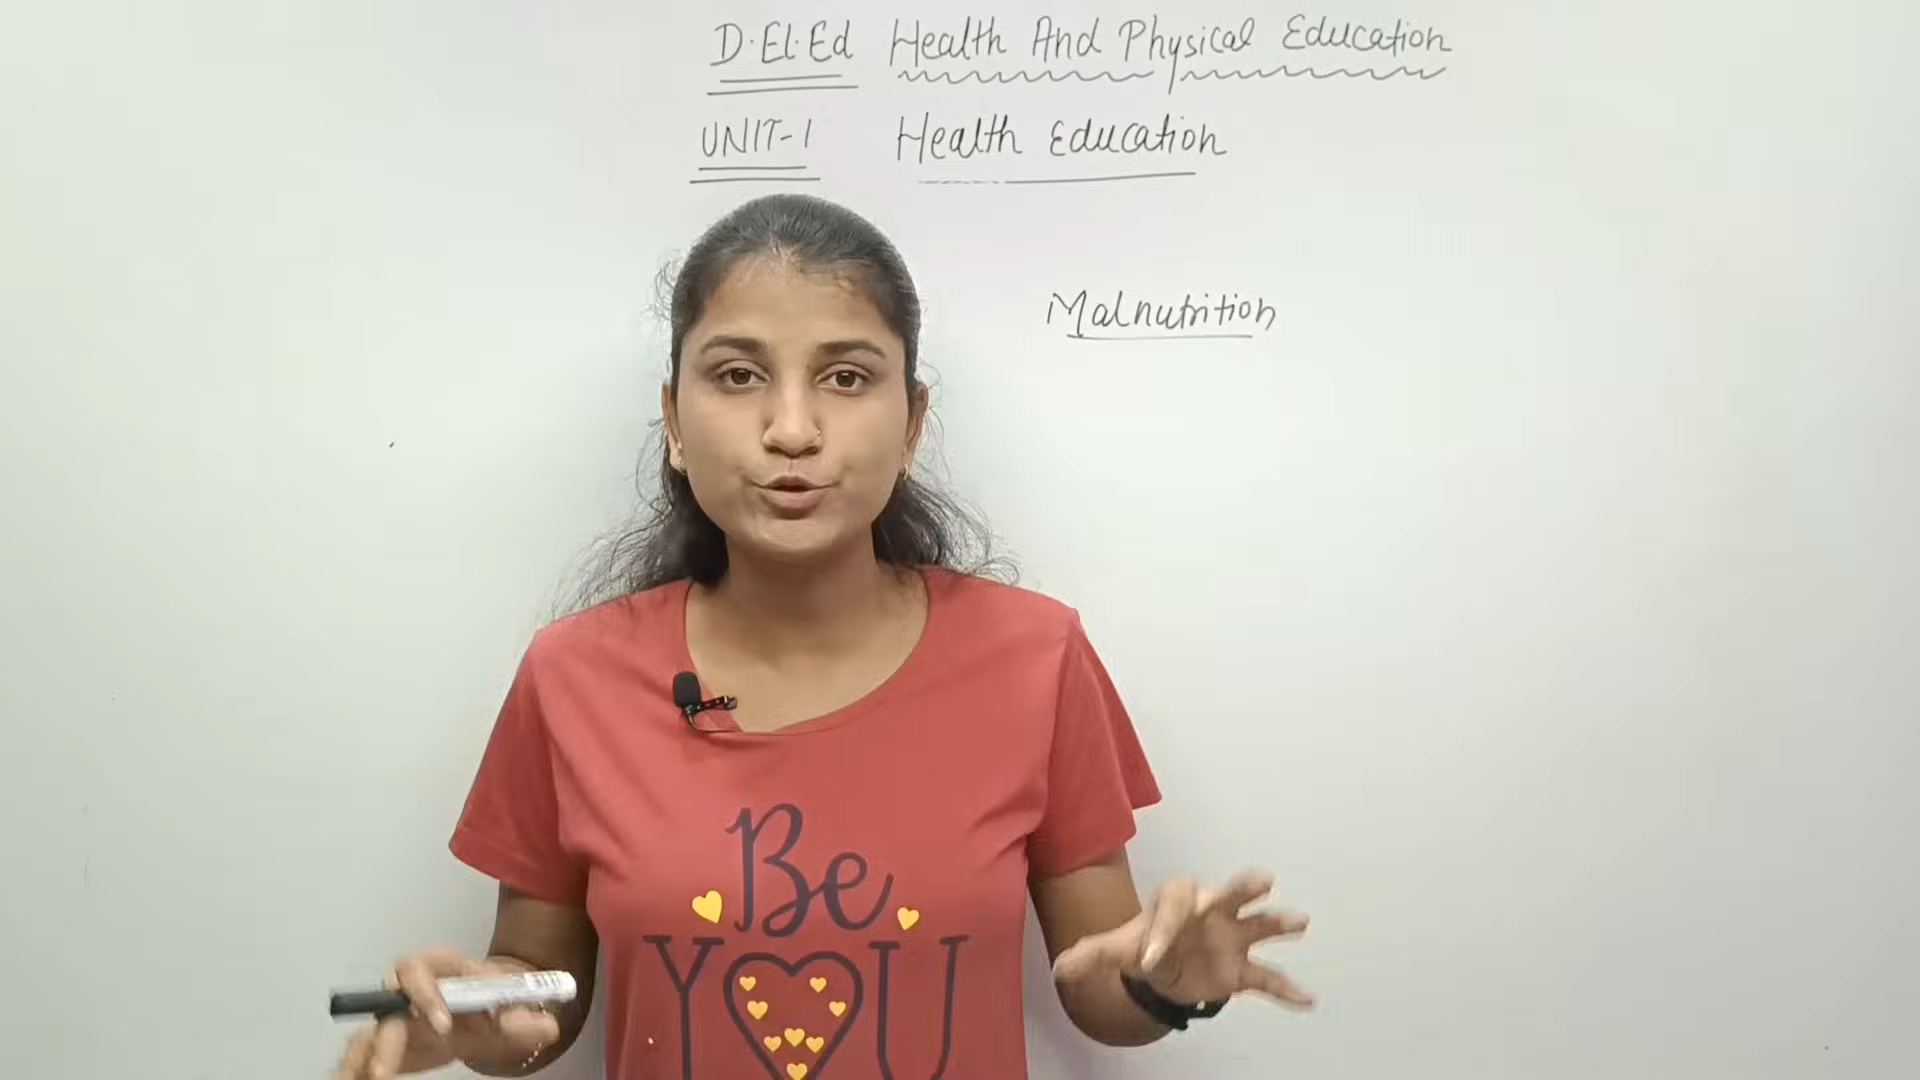 D.El.Ed Health And Physical Education
UNIT-1 Health Education
Malnutrition
Be
YOU